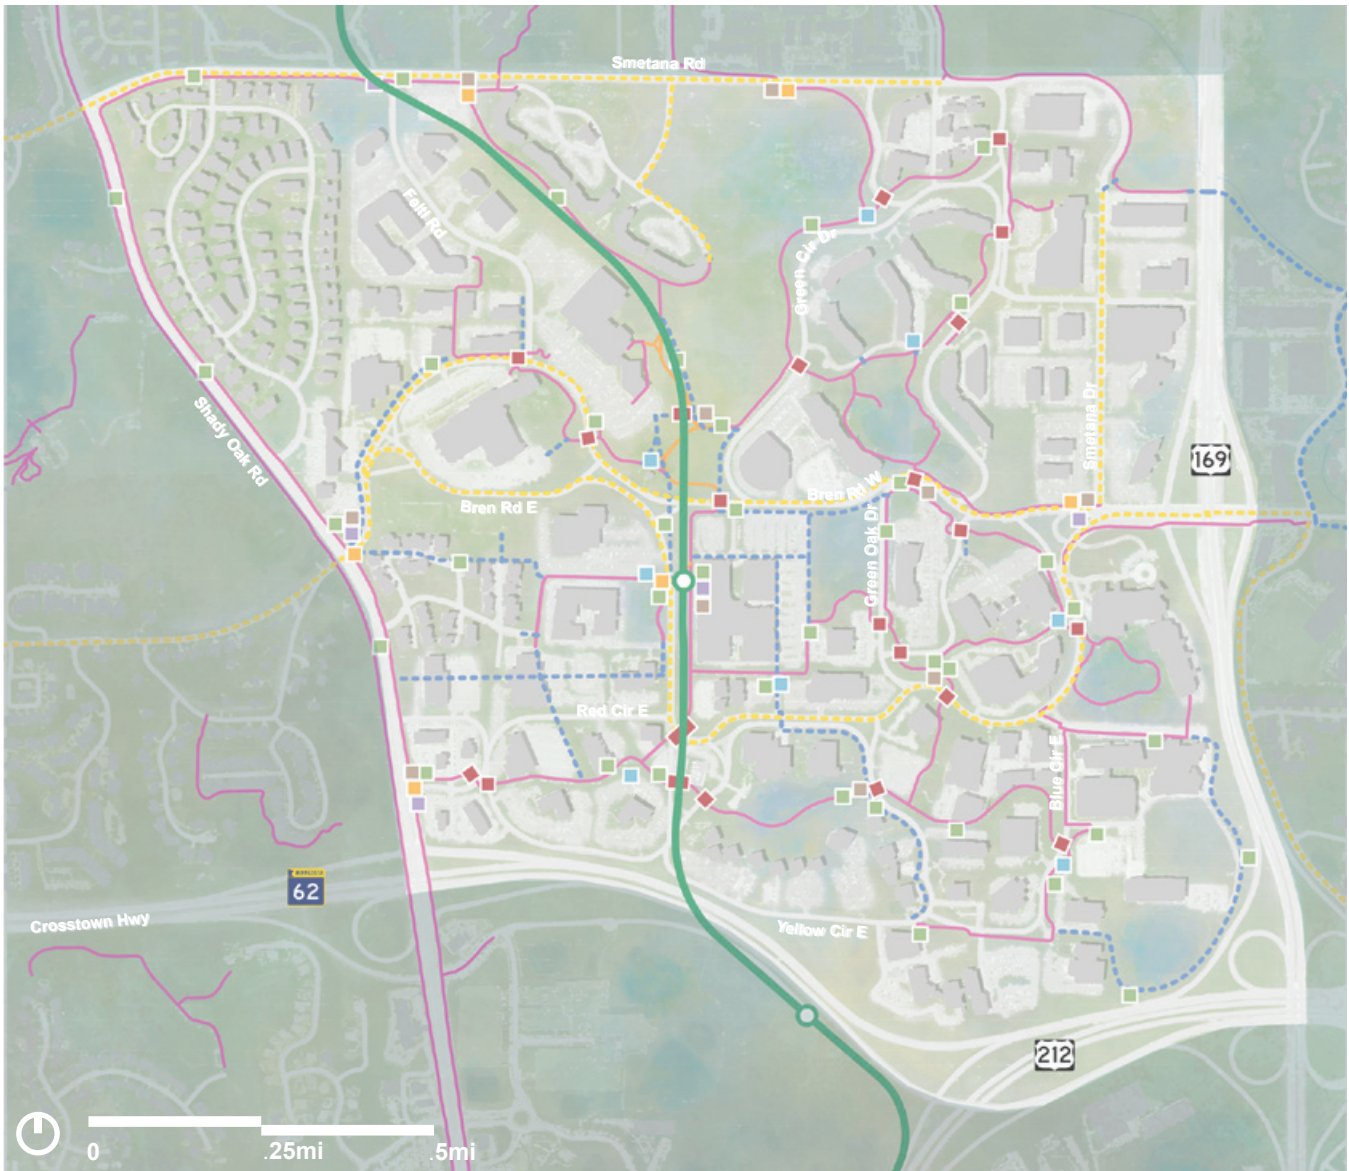 Smetana Rd
Feltl Rd
Green Cir Dr
Shady Oak Rd
Smetana Dr
169
Bren Rd W
Bren Rd E
Green Oak Dr
Red Cir E
Blue Cir E
MINNESOTA
62
Crosstown Hwy
Yellow Cir E
212
0
.25mi
.5mi